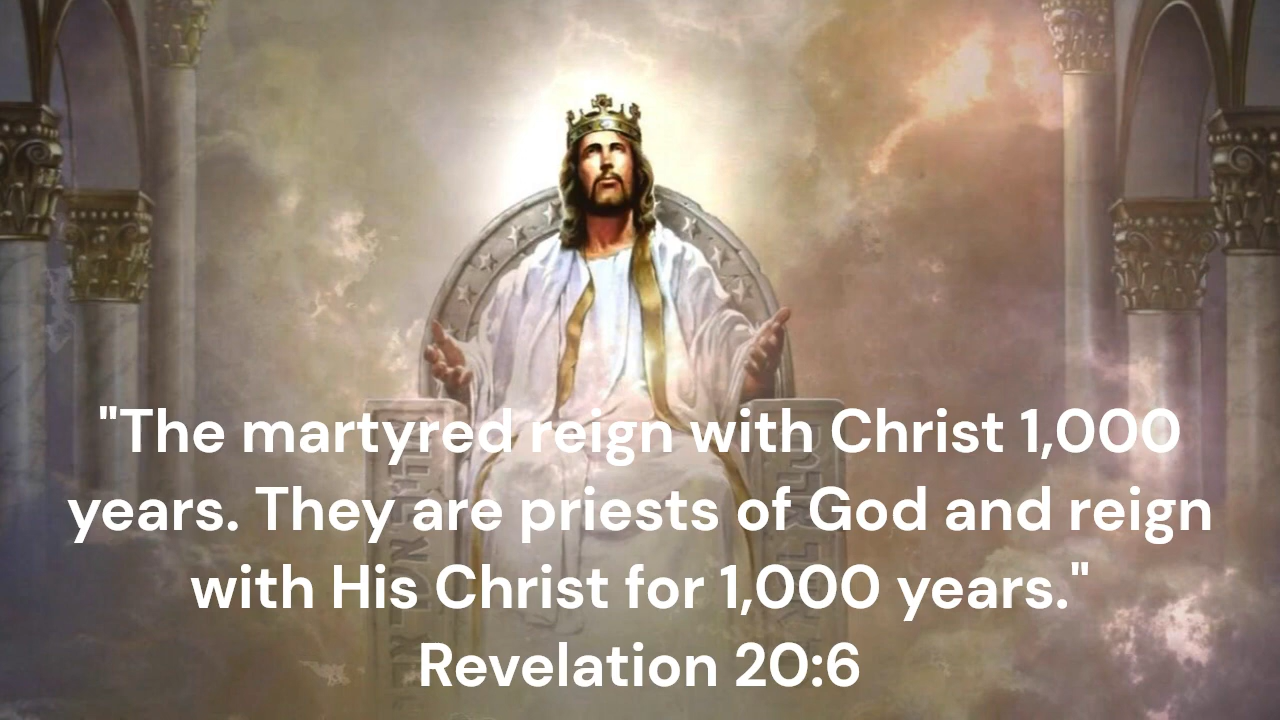 "The martyred reign with Christ 1,000
years. They are priests of God and reign
with His Christ for 1,000 years."
Revelation 20:6